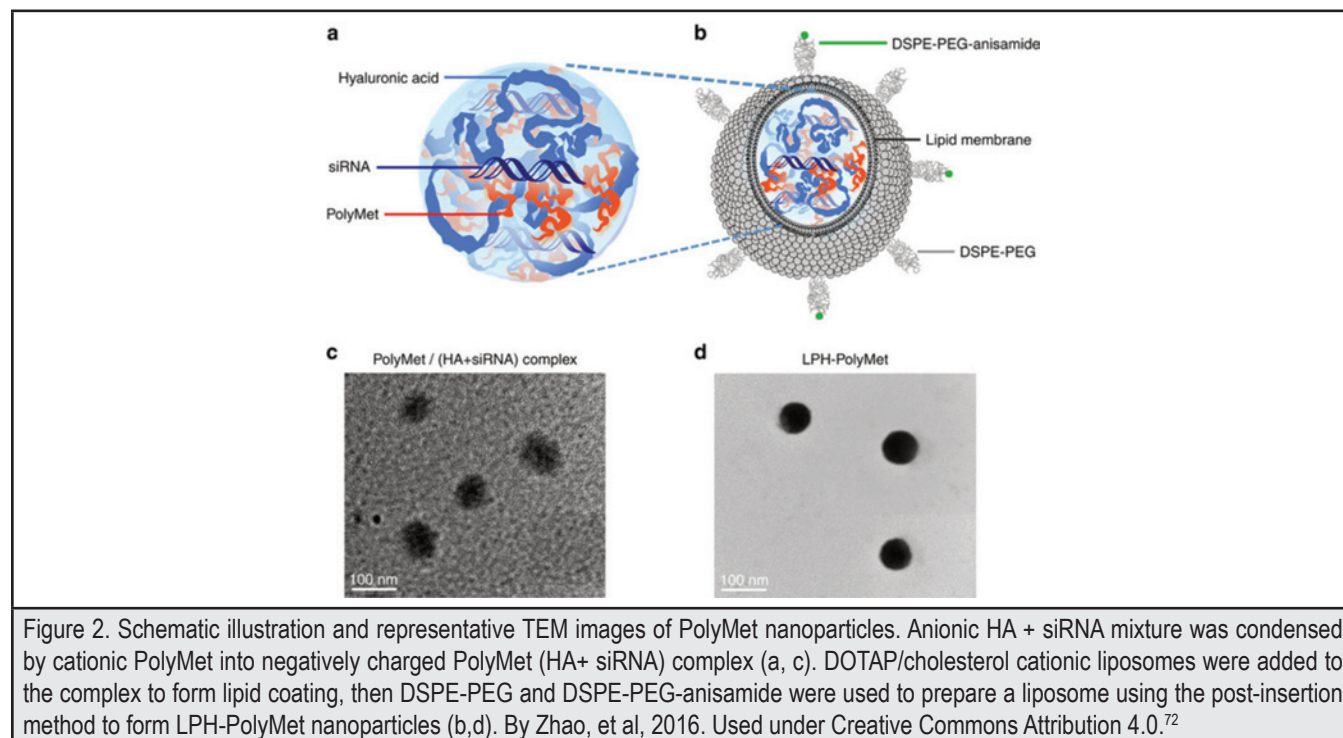 a
b
DSPE-PEG-anisamide
Hyaluronic acid
Lipid membrane
siRNA
PolyMet
DSPE-PEG
c
PolyMet / (HA+siRNA) complex
d
LPH-PolyMet
100 nm
100 nm
Figure 2. Schematic illustration and representative TEM images of PolyMet nanoparticles. Anionic HA + siRNA mixture was condensed
by cationic PolyMet into negatively charged PolyMet (HA+ siRNA) complex (a, c). DOTAP/cholesterol cationic liposomes were added to
the complex to form lipid coating, then DSPE-PEG and DSPE-PEG-anisamide were used to prepare a liposome using the post-insertion
method to form LPH-PolyMet nanoparticles (b,d). By Zhao, et al, 2016. Used under Creative Commons Attribution 4.0.72